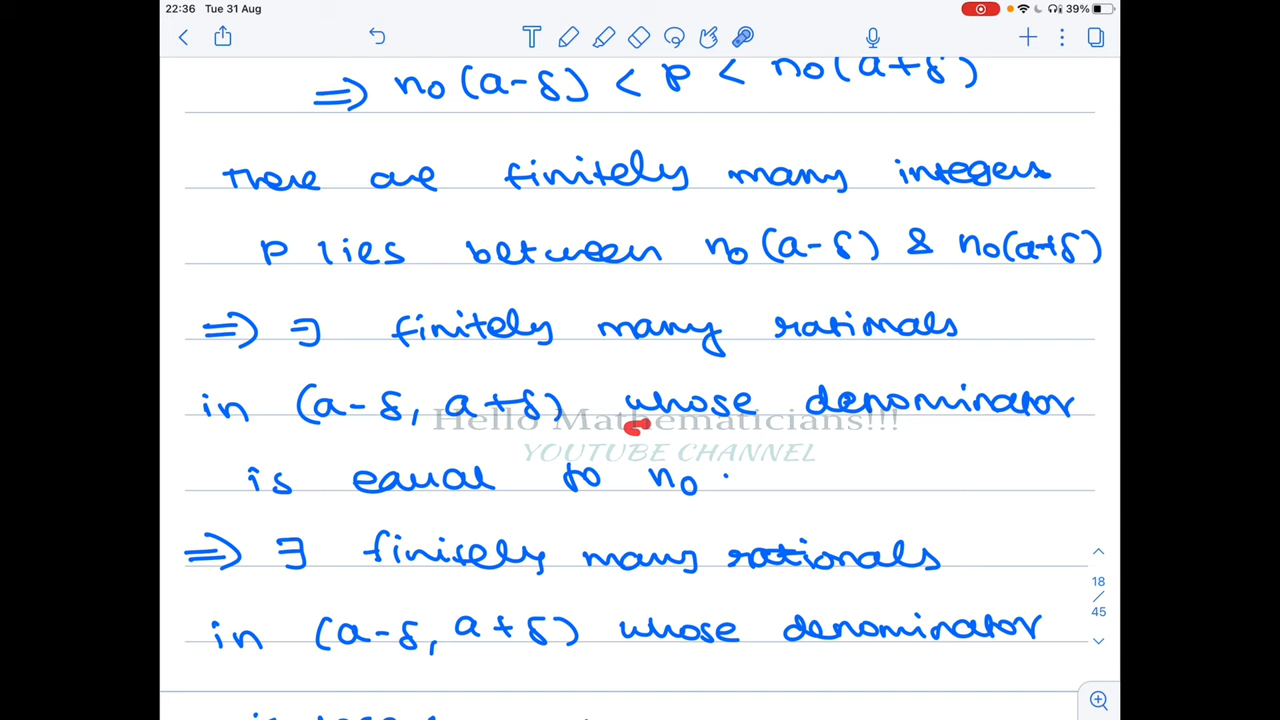 22:36 Tue 31 Aug
39%
=> n₀(a-δ) < p < n₀(a+δ)
There are finitely many integers
p lies between n₀(a-δ) & n₀(a+δ)
=> ∃ finitely many rationals
in (a-δ, a+δ) whose denominator
Hello Mathematicians!!!
YOUTUBE CHANNEL
is equal to n₀.
=> ∃ finitely many rationals
18
/
45
in (a-δ, a+δ) whose denominator